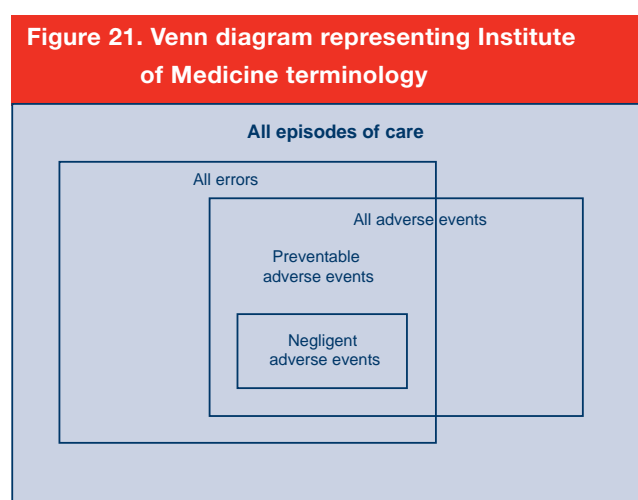 Figure 21. Venn diagram representing Institute
of Medicine terminology
All episodes of care
All errors
All adverse events
Preventable
adverse events
Negligent
adverse events